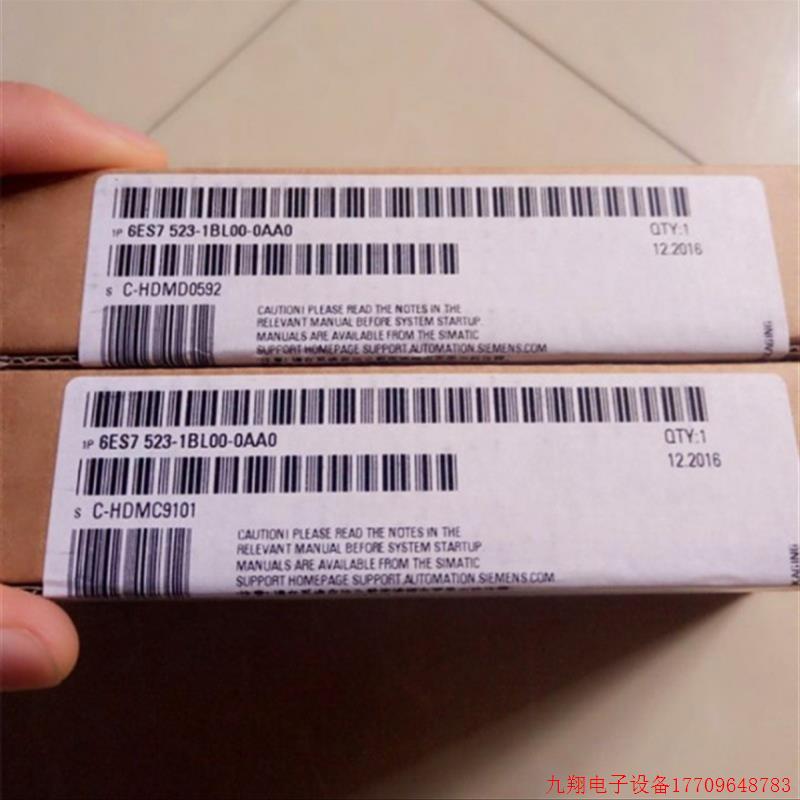 1P 6ES7 523-1BL00-0AA0
QTY:1
12.2016
S C-HDMD0592
CAUTION! PLEASE READ THE NOTES IN THE
RELEVANT MANUAL BEFORE SYSTEM STARTUP.
MANUALS ARE AVAILABLE FROM THE SIMATIC
SUPPORT HOMEPAGE SUPPORT.AUTOMATION.SIEMENS.COM
1P 6ES7 523-1BL00-0AA0
QTY:1
12.2016
S C-HDMC9101
CAUTION! PLEASE READ THE NOTES IN THE
RELEVANT MANUAL BEFORE SYSTEM STARTUP.
MANUALS ARE AVAILABLE FROM THE SIMATIC
SUPPORT HOMEPAGE SUPPORT.AUTOMATION.SIEMENS.COM
九翔电子设备17709648783